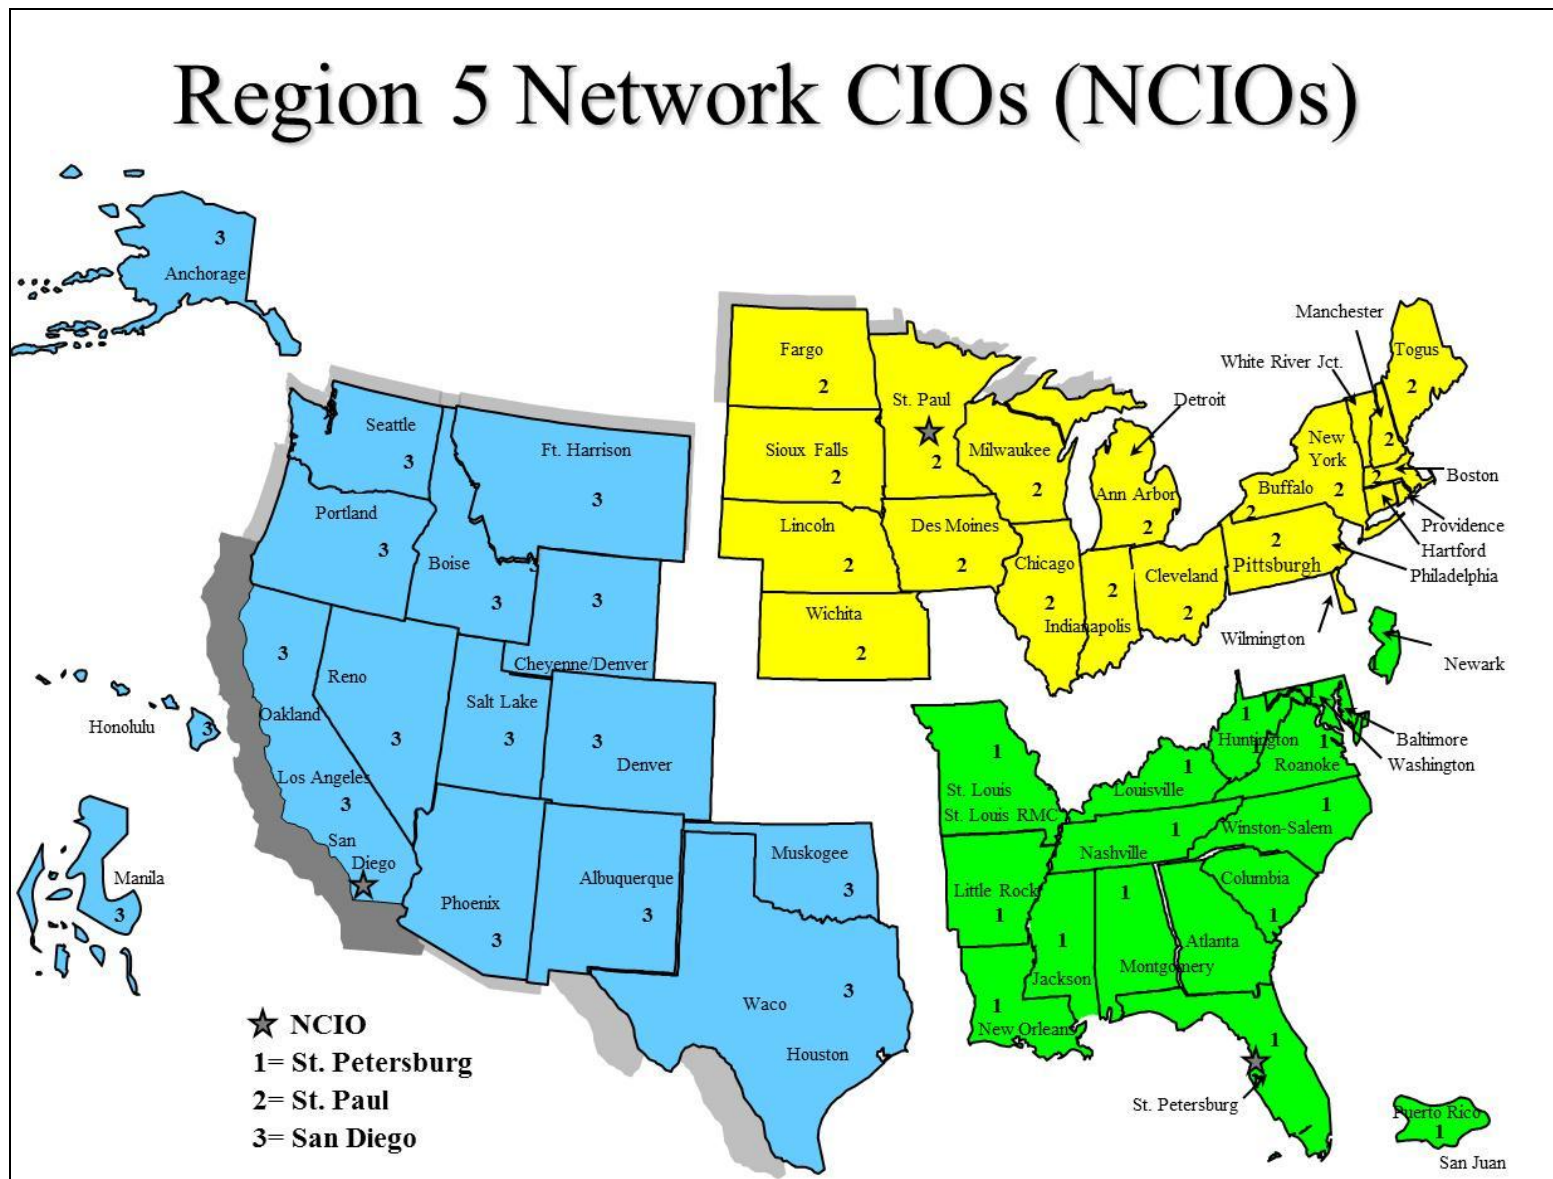 Region 5 Network CIOs (NCIOs)
3
Anchorage
Seattle
3
Ft. Harrison
3
Portland
3
Boise
3
3
Cheyenne/Denver
3
Oakland
Reno
3
Salt Lake
3
3
Denver
Honolulu
3
Los Angeles
3
San
Diego
Manila
3
Phoenix
3
Albuquerque
3
Muskogee
3
Waco
3
Houston
Fargo
2
St. Paul
2
Sioux Falls
2
Milwaukee
2
Detroit
Ann Arbor
2
Lincoln
2
Des Moines
2
Chicago
2
Indianapolis
2
Cleveland
2
Wichita
2
Manchester
White River Jct.
Togus
2
2
New
York
2
Buffalo
2
2
Boston
Providence
Hartford
Philadelphia
2
Pittsburgh
Wilmington
Newark
1
1
St. Louis
St. Louis RMC
1
Louisville
1
Huntington
1
1
Roanoke
Baltimore
Washington
1
Winston-Salem
1
Nashville
Little Rock
1
Columbia
1
1
Jackson
1
Montgomery
Atlanta
1
New Orleans
1
St. Petersburg
Puerto Rico
1
San Juan
NCIO
1= St. Petersburg
2= St. Paul
3= San Diego